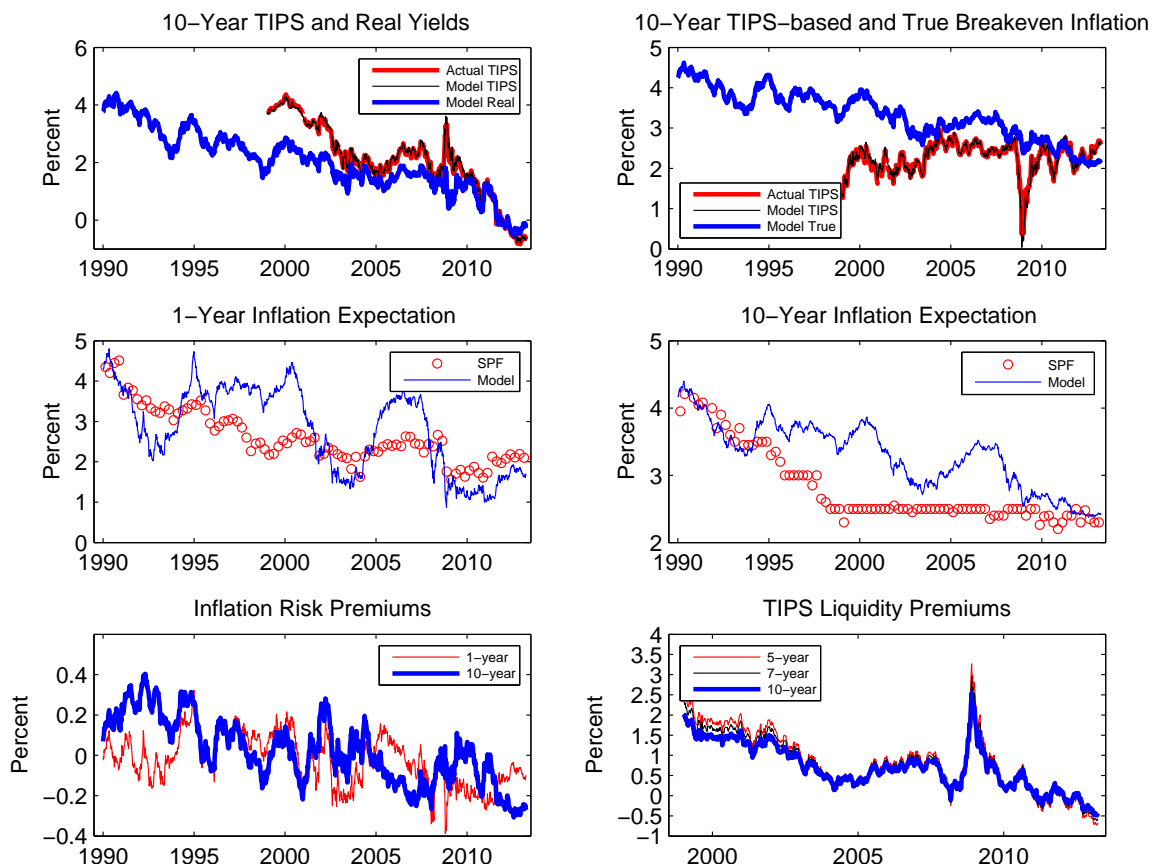 10−Year TIPS and Real Yields
6
4
2
0
Percent
Actual TIPS
Model TIPS
Model Real
1990 1995 2000 2005 2010
10−Year TIPS−based and True Breakeven Inflation
5
4
3
2
1
0
Percent
Actual TIPS
Model TIPS
Model True
1990 1995 2000 2005 2010
1−Year Inflation Expectation
5
4
3
2
1
0
Percent
SPF
Model
1990 1995 2000 2005 2010
10−Year Inflation Expectation
5
4
3
2
Percent
SPF
Model
1990 1995 2000 2005 2010
Inflation Risk Premiums
0.4
0.2
0
−0.2
−0.4
Percent
1−year
10−year
1990 1995 2000 2005 2010
TIPS Liquidity Premiums
4
3.5
3
2.5
2
1.5
1
0.5
0
−0.5
−1
Percent
5−year
7−year
10−year
2000 2005 2010